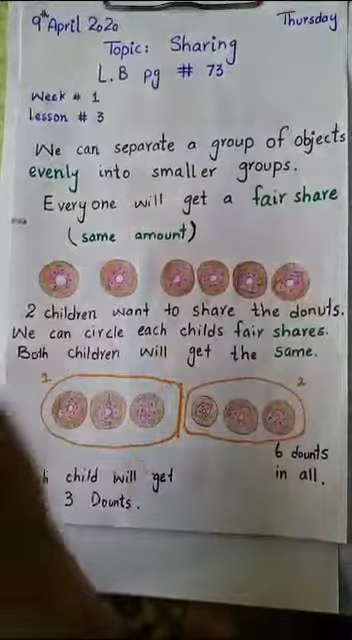 9th April 2020
Thursday
Topic: Sharing
L.B pg # 73
Week # 1
Lesson # 3
We can separate a group of objects
evenly into smaller groups.
Everyone will get a fair share
(same amount)
2 children want to share the donuts.
We can circle each childs fair shares.
Both children will get the same.
1 2
6 dounts
in all.
child will get
3 Dounts.